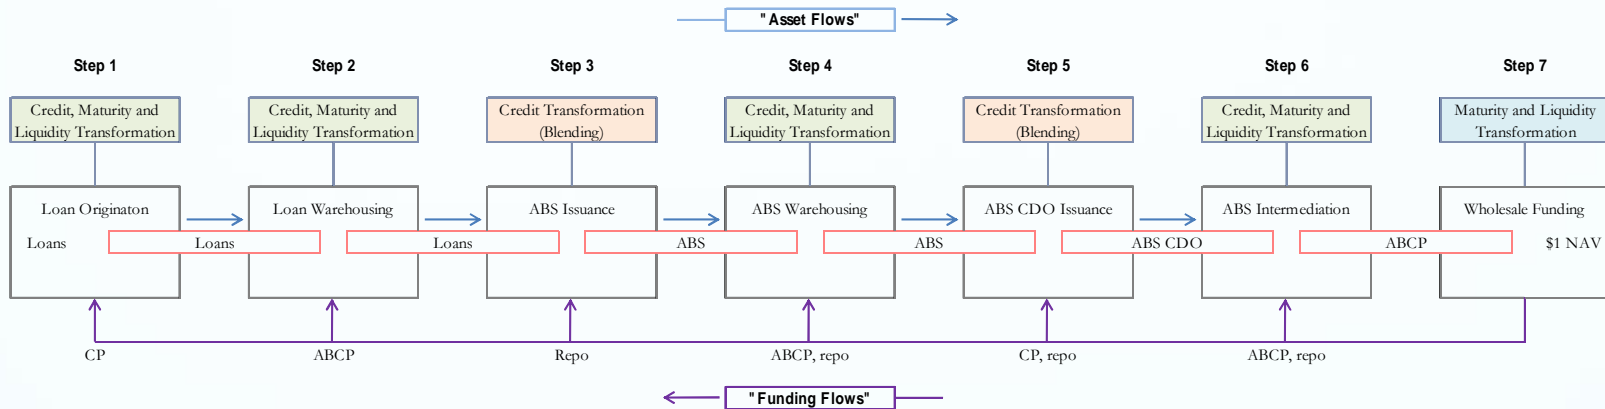 "Asset Flows"
Step 1
Step 2
Step 3
Step 4
Step 5
Step 6
Step 7
Credit, Maturity and
Liquidity Transformation
Credit, Maturity and
Liquidity Transformation
Credit Transformation
(Blending)
Credit, Maturity and
Liquidity Transformation
Credit Transformation
(Blending)
Credit, Maturity and
Liquidity Transformation
Maturity and Liquidity
Transformation
Loan Originaton
Loan Warehousing
ABS Issuance
ABS Warehousing
ABS CDO Issuance
ABS Intermediation
Wholesale Funding
Loans
Loans
Loans
ABS
ABS
ABS CDO
ABCP
$1 NAV
CP
ABCP
Repo
ABCP, repo
CP, repo
ABCP, repo
"Funding Flows"